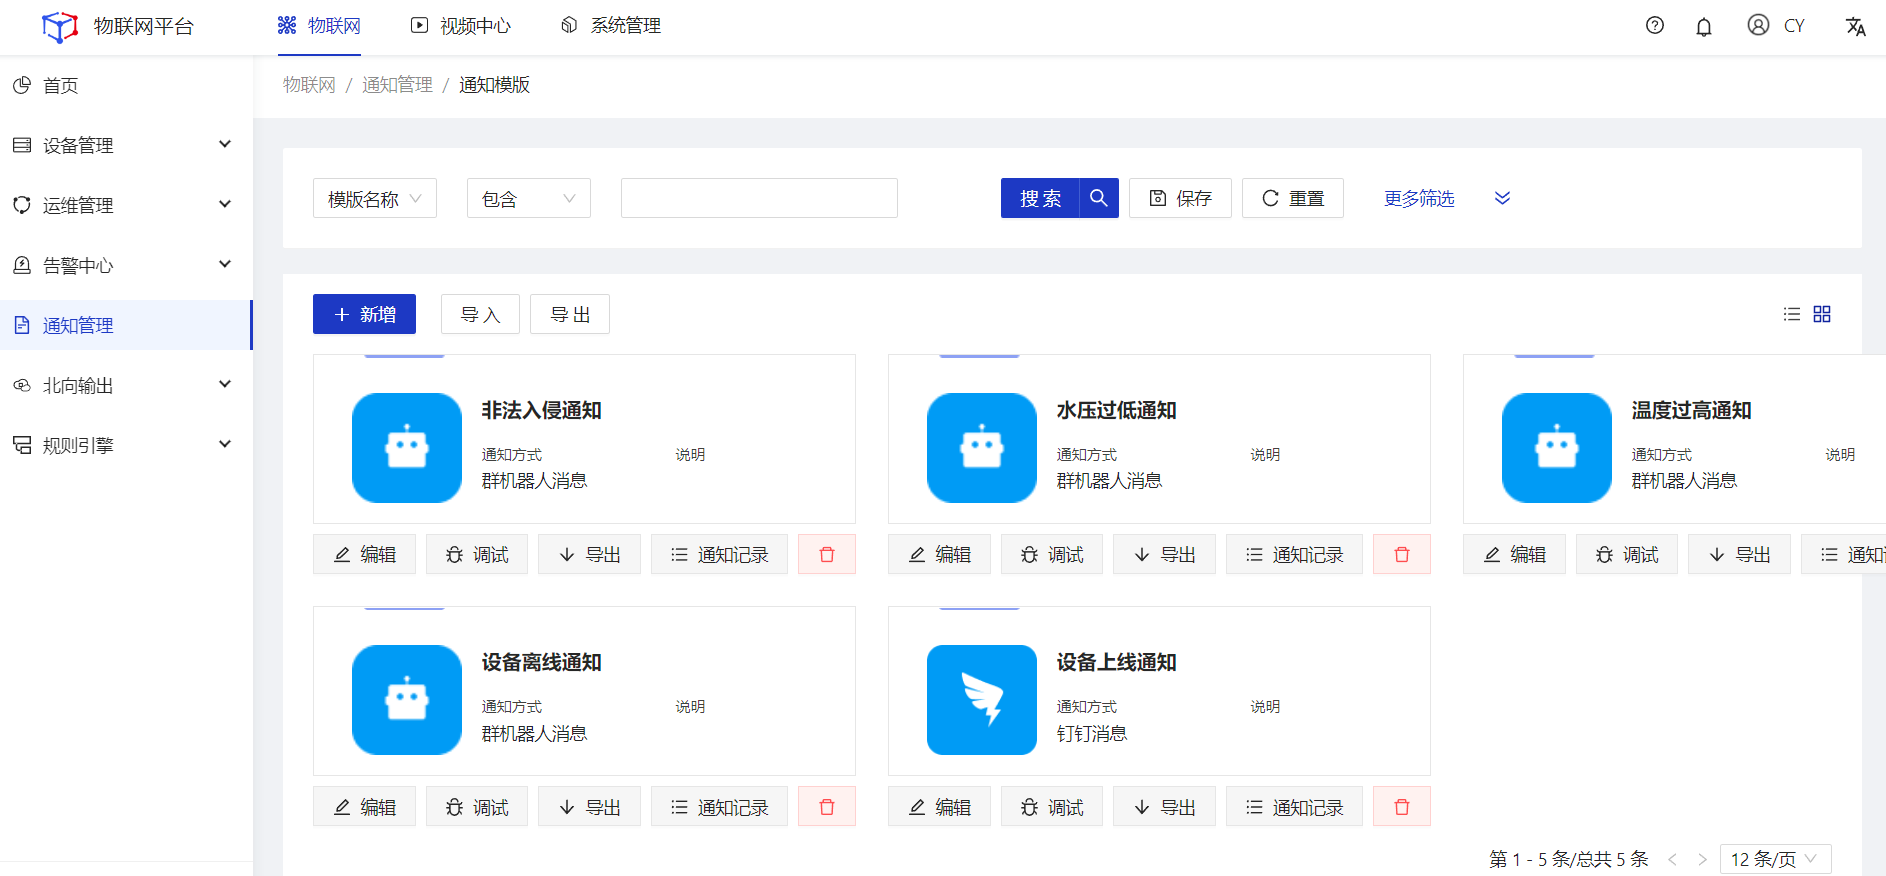 物联网平台
物联网
视频中心
系统管理
CY
首页
设备管理
运维管理
告警中心
通知管理
北向输出
规则引擎
物联网 / 通知管理 / 通知模版
模版名称
包含
搜 索
保存
重置
更多筛选
新增
导 入
导 出
非法入侵通知
通知方式
说明
群机器人消息
编辑
调试
导出
通知记录
水压过低通知
通知方式
说明
群机器人消息
编辑
调试
导出
通知记录
温度过高通知
通知方式
说明
群机器人消息
编辑
调试
导出
通知
设备离线通知
通知方式
说明
群机器人消息
编辑
调试
导出
通知记录
设备上线通知
通知方式
说明
钉钉消息
编辑
调试
导出
通知记录
第 1 - 5 条/总共 5 条
12 条/页